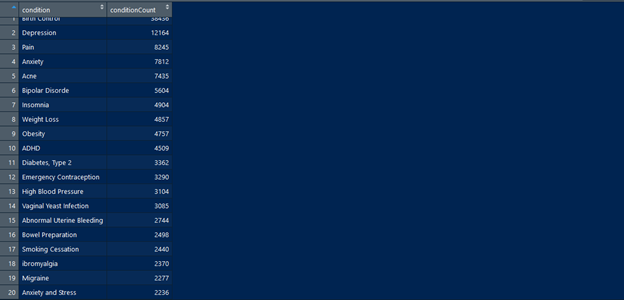 condition conditionCount
1 Birth Control 38436
2 Depression 12164
3 Pain 8245
4 Anxiety 7812
5 Acne 7435
6 Bipolar Disorde 5604
7 Insomnia 4904
8 Weight Loss 4857
9 Obesity 4757
10 ADHD 4509
11 Diabetes, Type 2 3362
12 Emergency Contraception 3290
13 High Blood Pressure 3104
14 Vaginal Yeast Infection 3085
15 Abnormal Uterine Bleeding 2744
16 Bowel Preparation 2498
17 Smoking Cessation 2440
18 ibromyalgia 2370
19 Migraine 2277
20 Anxiety and Stress 2236